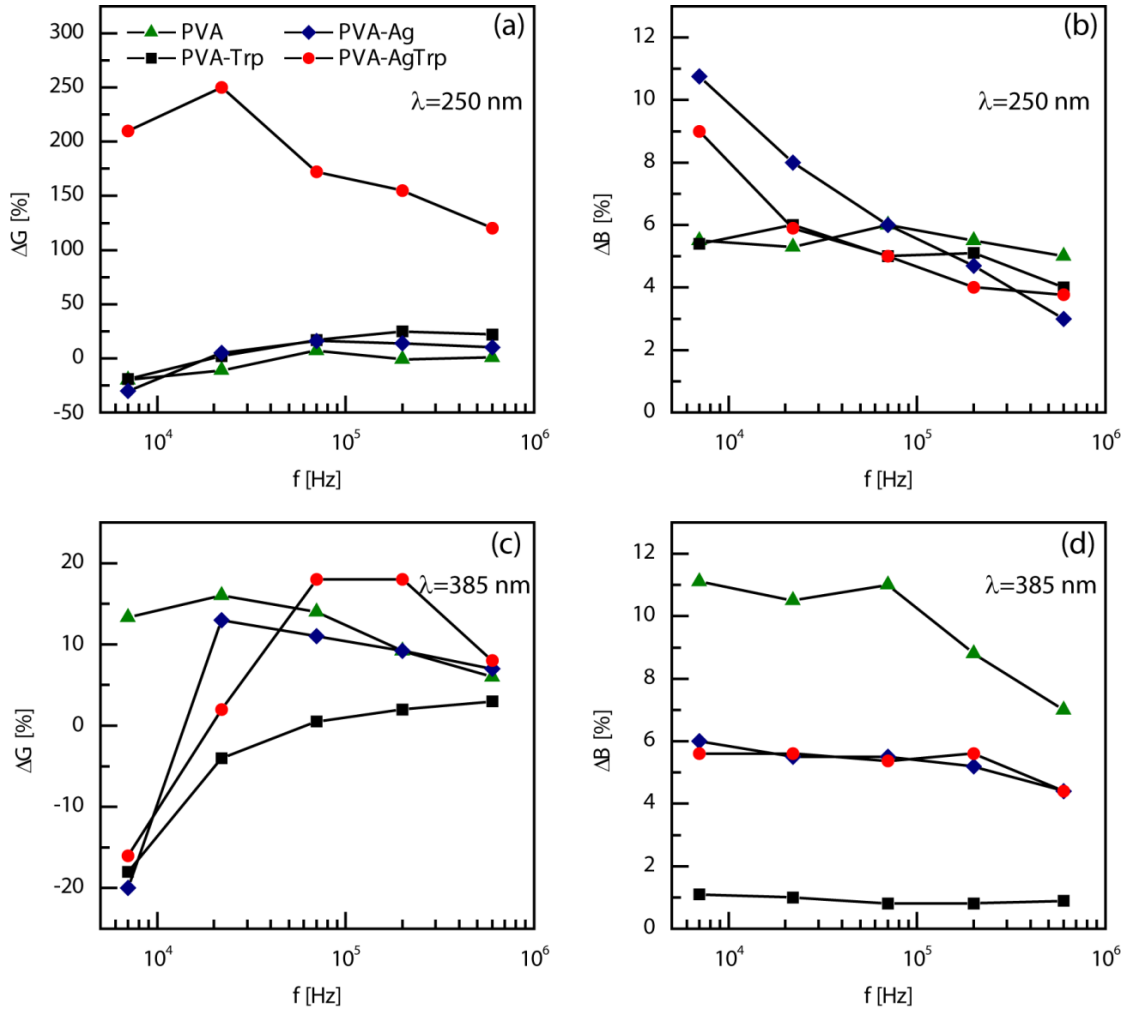 (a)
PVA PVA-Ag
PVA-Trp PVA-AgTrp
λ=250 nm
300
250
200
150
100
50
0
-50
ΔG [%]
10⁴ 10⁵ 10⁶
f [Hz]
(b)
λ=250 nm
12
10
8
6
4
2
0
ΔB [%]
10⁴ 10⁵ 10⁶
f [Hz]
(c)
λ=385 nm
20
10
0
-10
-20
ΔG [%]
10⁴ 10⁵ 10⁶
f [Hz]
(d)
λ=385 nm
12
10
8
6
4
2
0
ΔB [%]
10⁴ 10⁵ 10⁶
f [Hz]